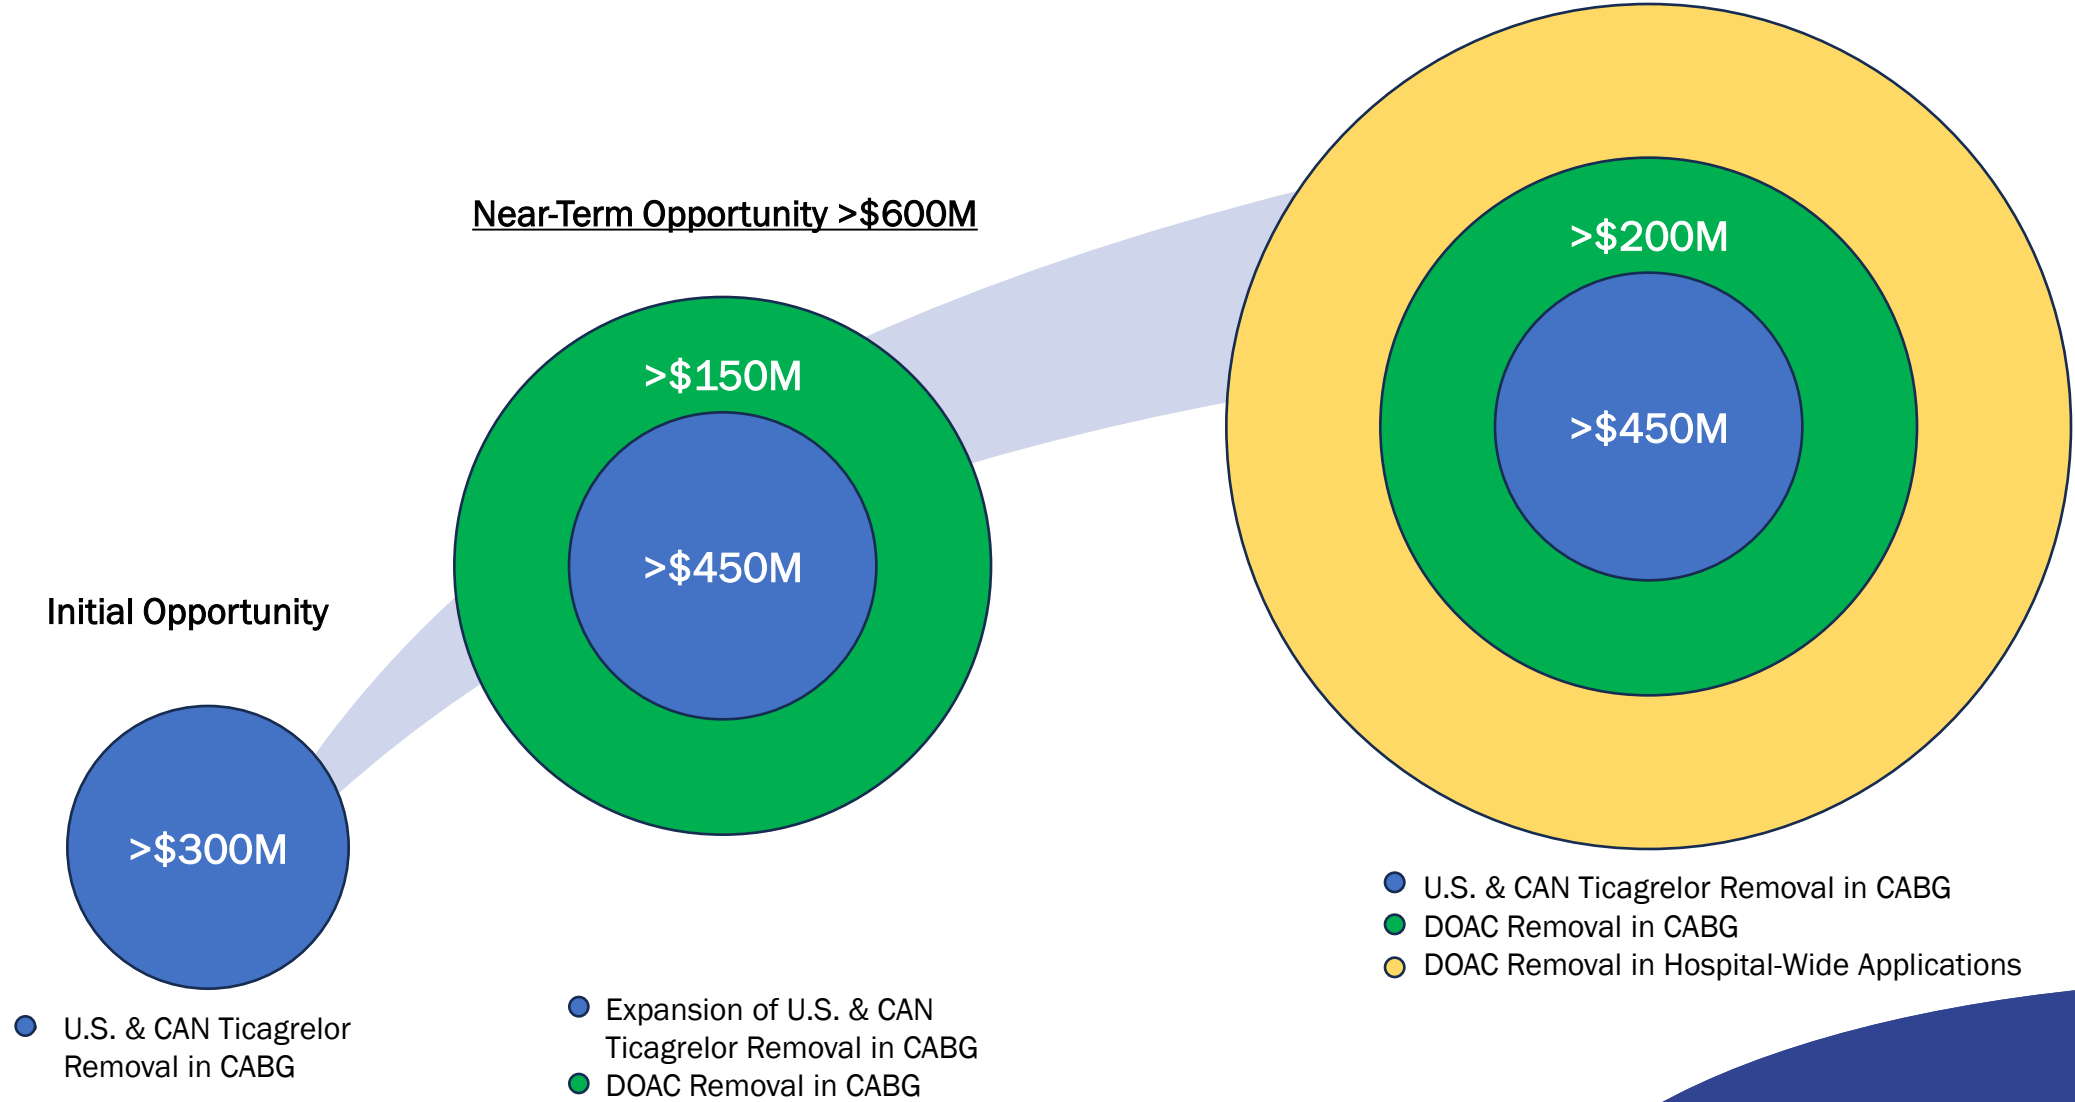 Initial Opportunity
>$300M
U.S. & CAN Ticagrelor
Removal in CABG
Near-Term Opportunity >$600M
>$150M
>$450M
Expansion of U.S. & CAN
Ticagrelor Removal in CABG
DOAC Removal in CABG
>$200M
>$450M
U.S. & CAN Ticagrelor Removal in CABG
DOAC Removal in CABG
DOAC Removal in Hospital-Wide Applications